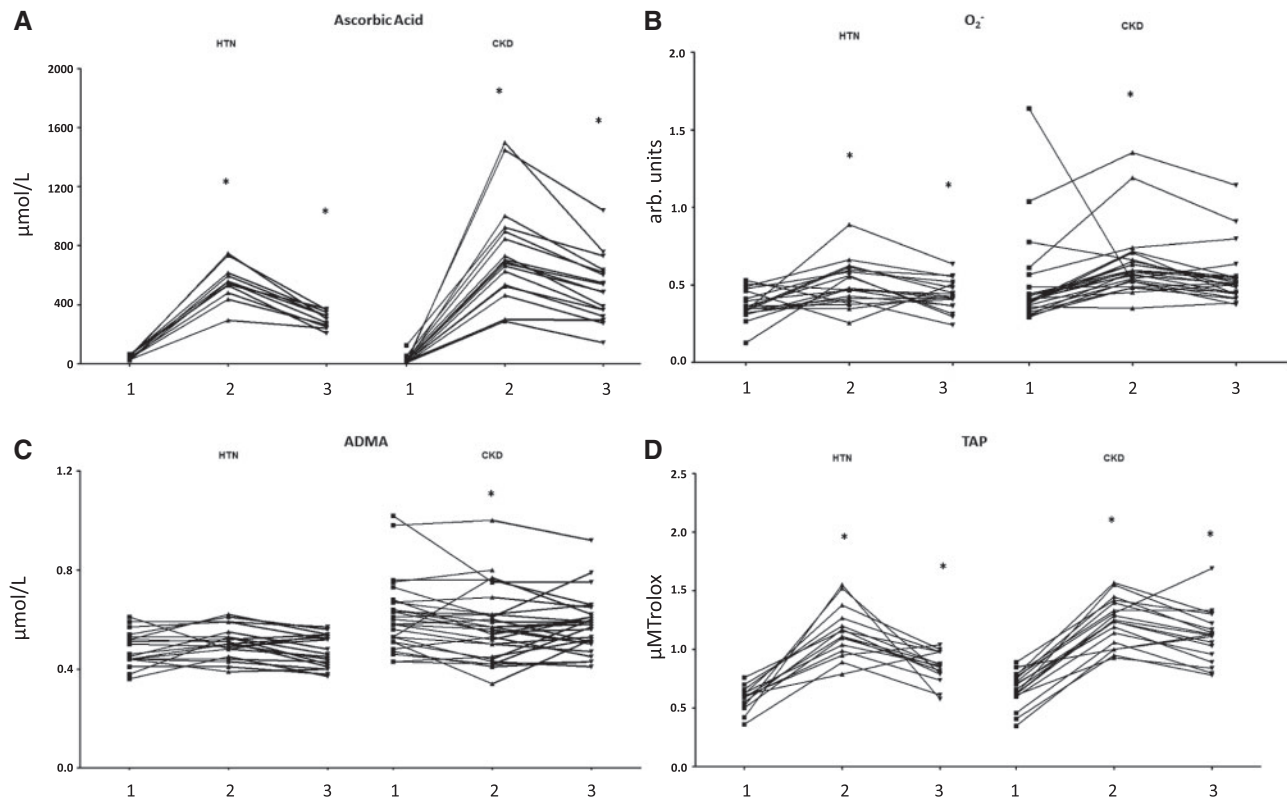 A
Ascorbic Acid
HTN
CKD
µmol/L
2000
1600
1200
800
400
0
*
*
*
*
1
2
3
1
2
3
B
O₂⁻
HTN
CKD
arb. units
2.0
1.5
1.0
0.5
0.0
*
*
*
1
2
3
1
2
3
C
ADMA
HTN
CKD
µmol/L
1.2
0.8
0.4
0.0
*
1
2
3
1
2
3
D
TAP
HTN
CKD
µMTrolox
2.5
2.0
1.5
1.0
0.5
0.0
*
*
*
*
1
2
3
1
2
3